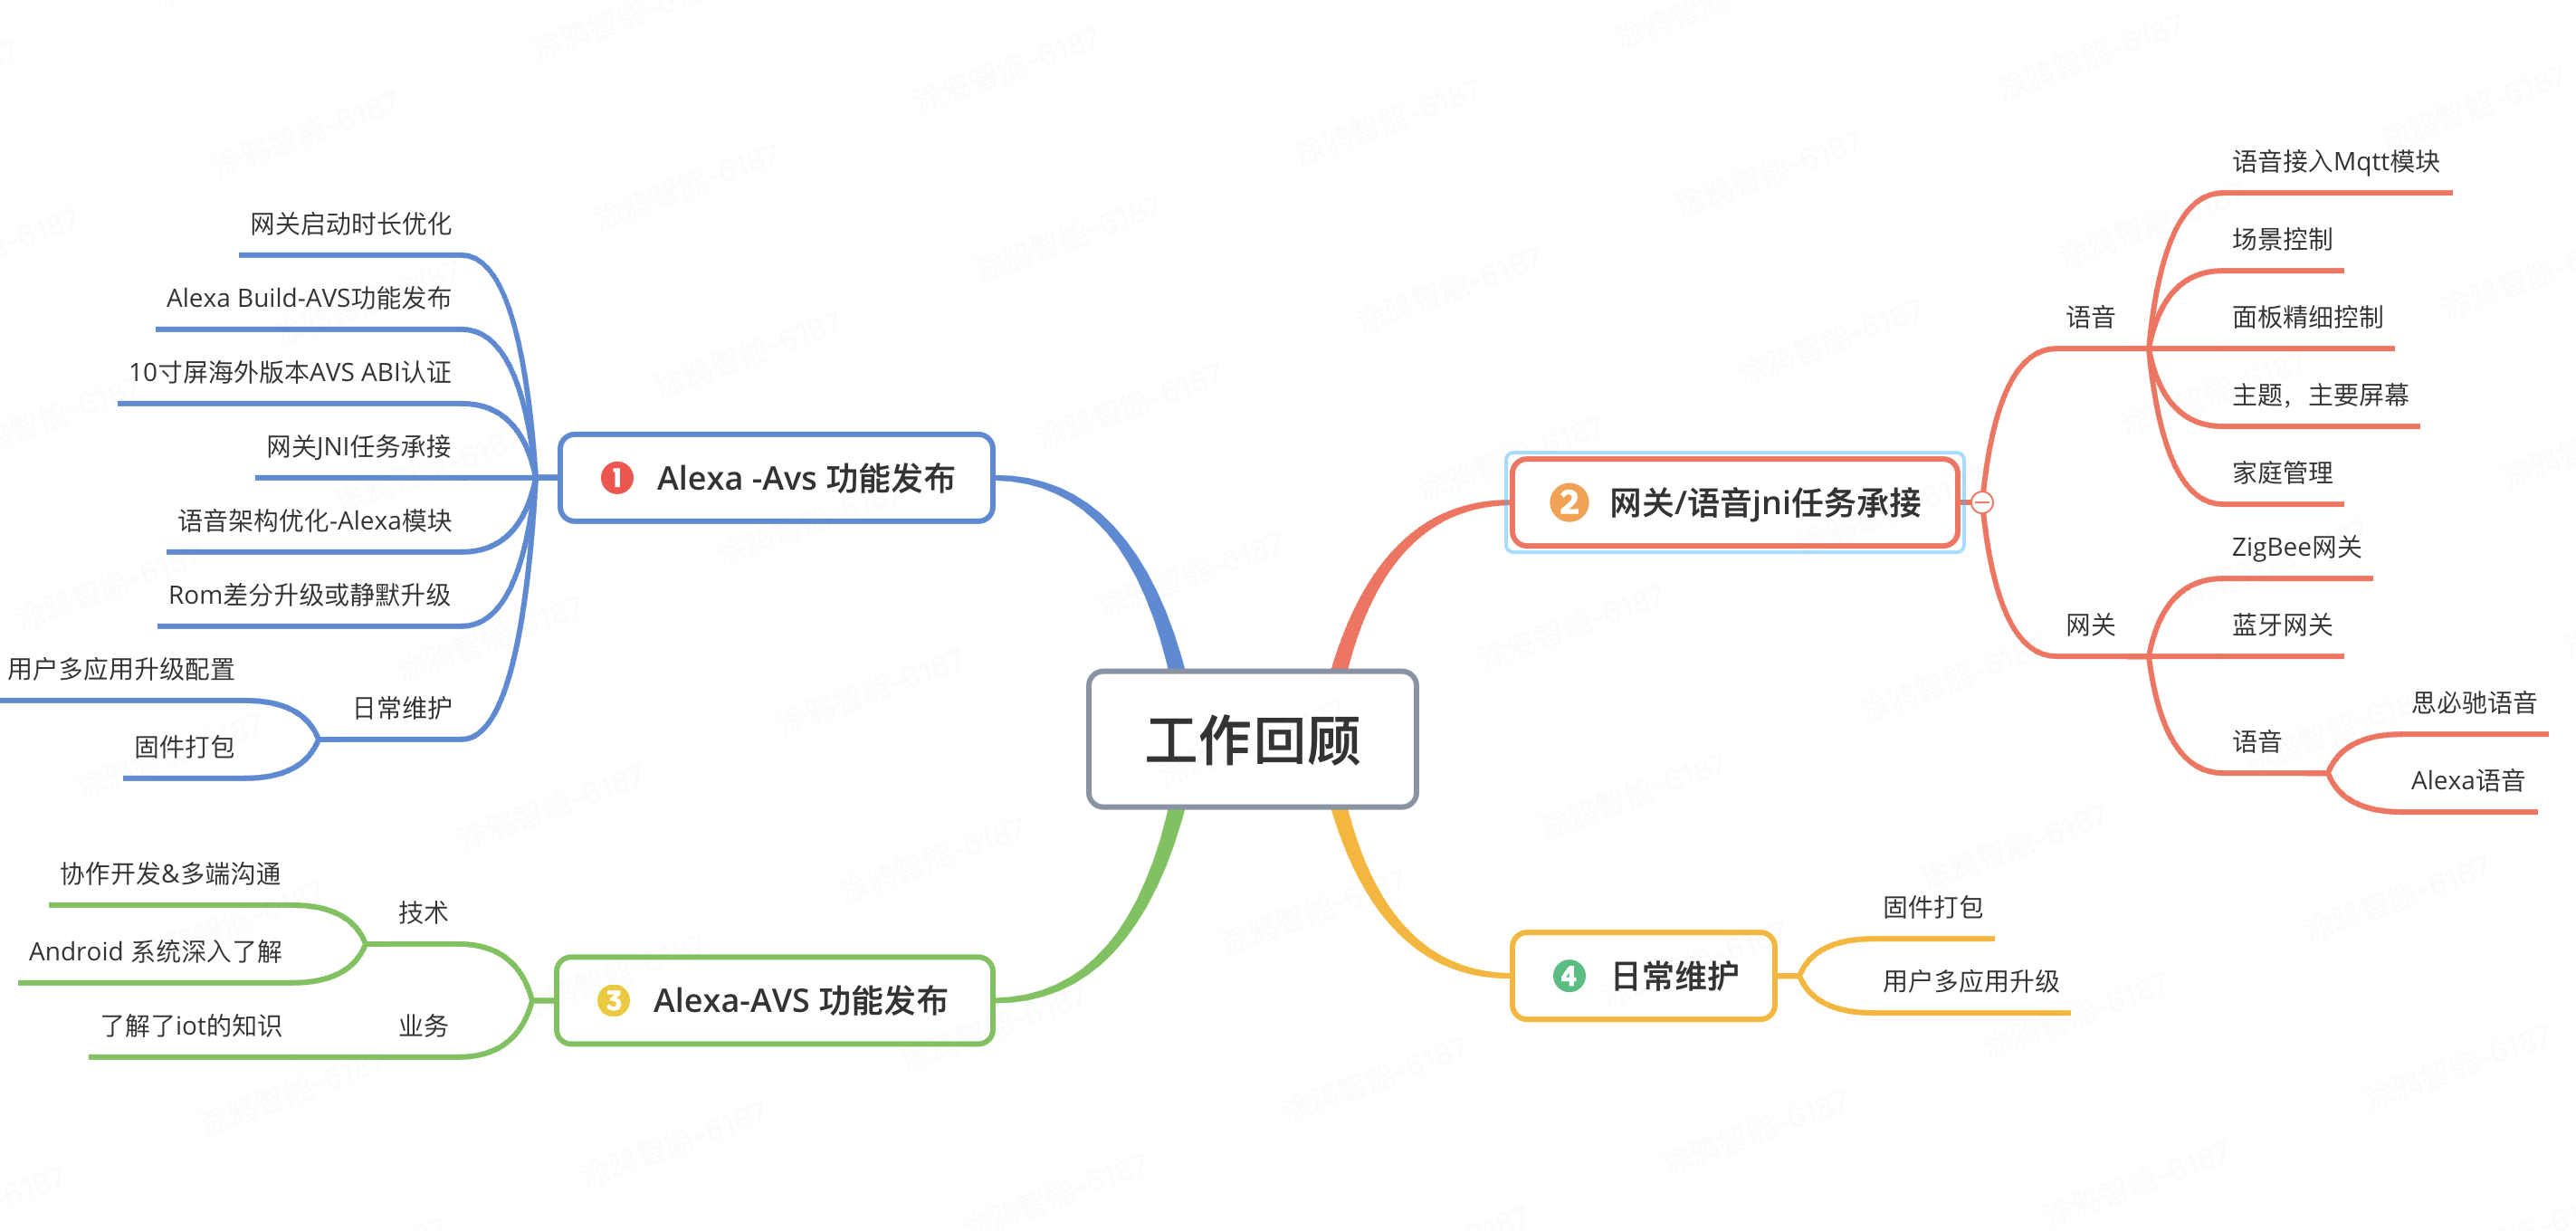 工作回顾
1 Alexa -Avs 功能发布
网关启动时长优化
Alexa Build-AVS功能发布
10寸屏海外版本AVS ABI认证
网关JNI任务承接
语音架构优化-Alexa模块
Rom差分升级或静默升级
日常维护
用户多应用升级配置
固件打包
2 网关/语音jni任务承接
语音
语音接入Mqtt模块
场景控制
面板精细控制
主题，主要屏幕
家庭管理
网关
ZigBee网关
蓝牙网关
语音
思必驰语音
Alexa语音
3 Alexa-AVS 功能发布
技术
协作开发&多端沟通
Android 系统深入了解
业务
了解了iot的知识
4 日常维护
固件打包
用户多应用升级
涂鸦智能-6187